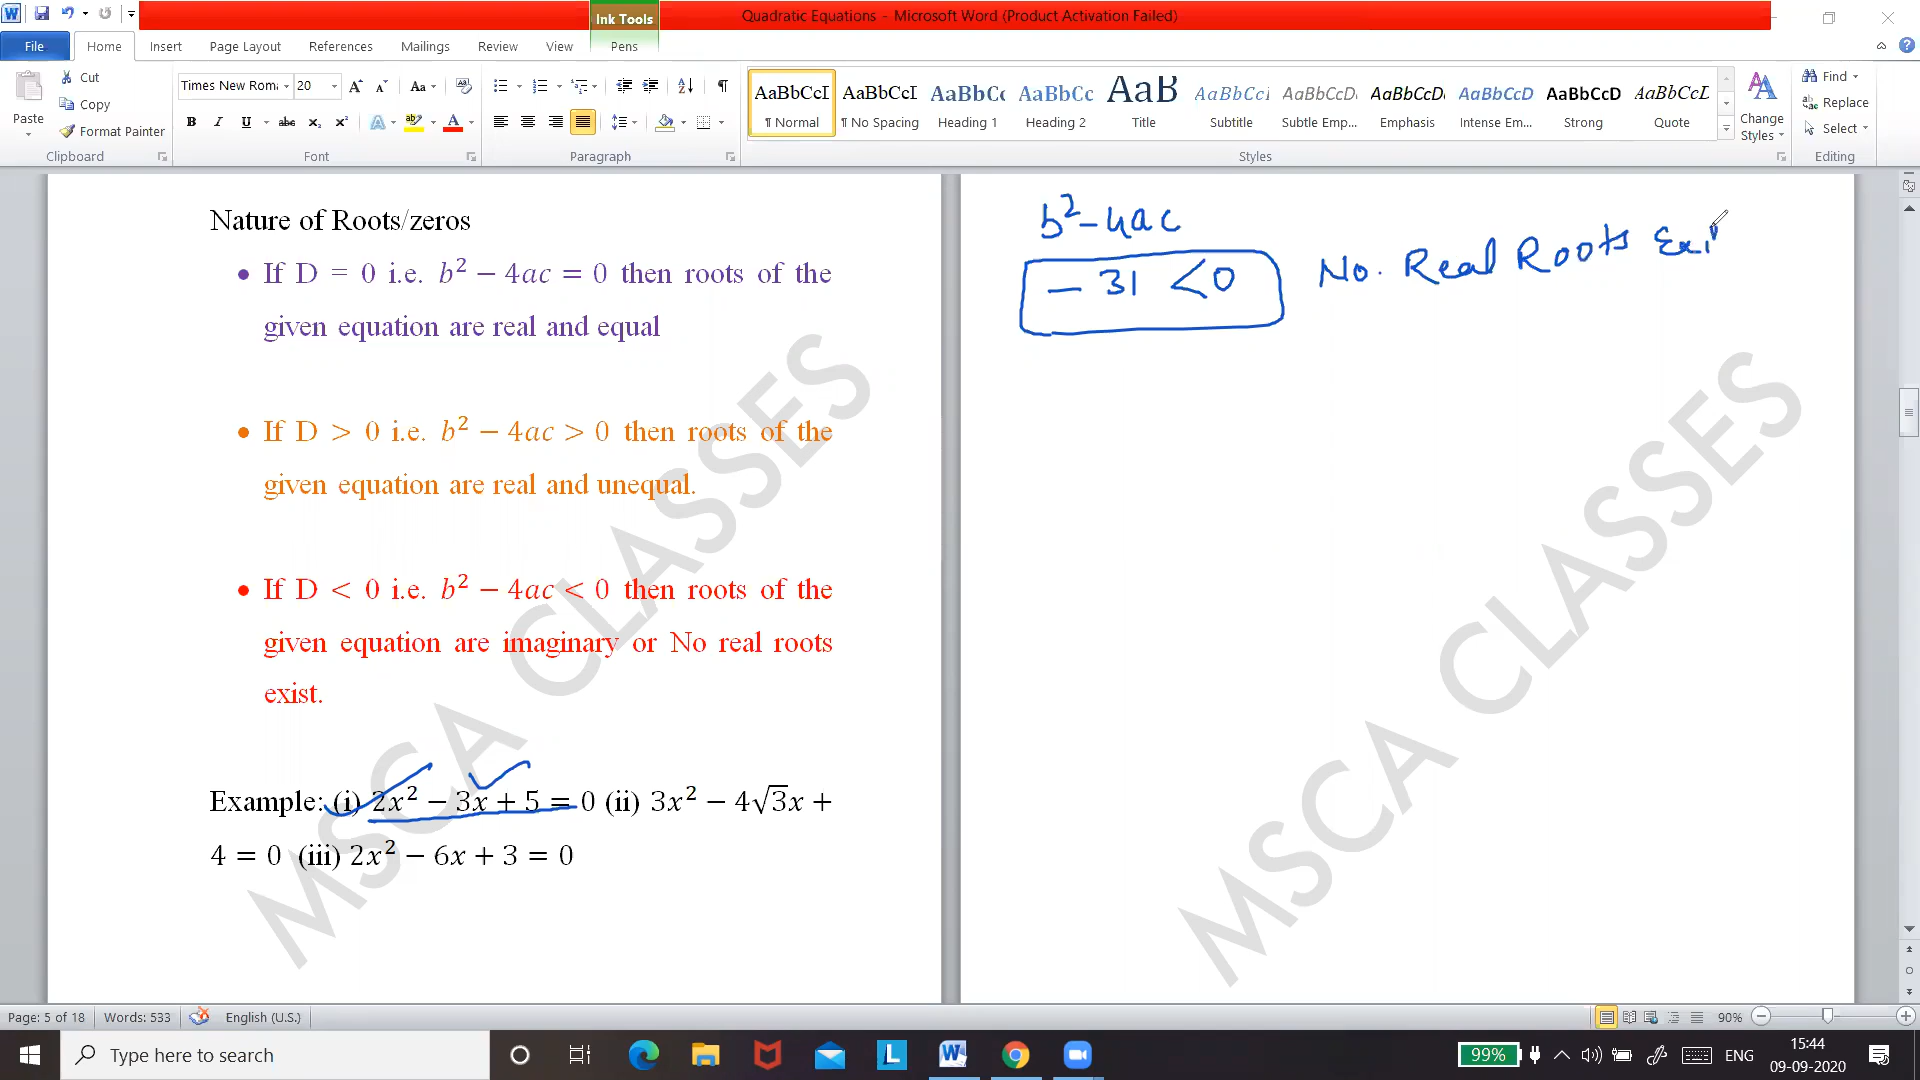 Ink Tools
Quadratic Equations - Microsoft Word (Product Activation Failed)
File Home Insert Page Layout References Mailings Review View Pens
Paste
Cut
Copy
Format Painter
Clipboard
Times New Rom 20
Font
Paragraph
AaBbCcI AaBbCcI AaBbCc AaBbCc AaB AaBbCcI AaBbCcD AaBbCcD AaBbCcD AaBbCcD AaBbCcL
¶ Normal ¶ No Spacing Heading 1 Heading 2 Title Subtitle Subtle Emp... Emphasis Intense Em... Strong Quote
Change Styles
Styles
Find
Replace
Select
Editing
Nature of Roots/zeros
• If D = 0 i.e. b² − 4ac = 0 then roots of the
given equation are real and equal
• If D > 0 i.e. b² − 4ac > 0 then roots of the
given equation are real and unequal.
• If D < 0 i.e. b² − 4ac < 0 then roots of the
given equation are imaginary or No real roots
exist.
Example: (i) 2x² − 3x + 5 = 0 (ii) 3x² − 4√3x +
4 = 0 (iii) 2x² − 6x + 3 = 0
MSCA CLASSES
b² - 4ac
- 31 < 0
No. Real Roots Exi
MSCA CLASSES
Page: 5 of 18 Words: 533 English (U.S.) 90%
Type here to search
99% ENG
15:44
09-09-2020